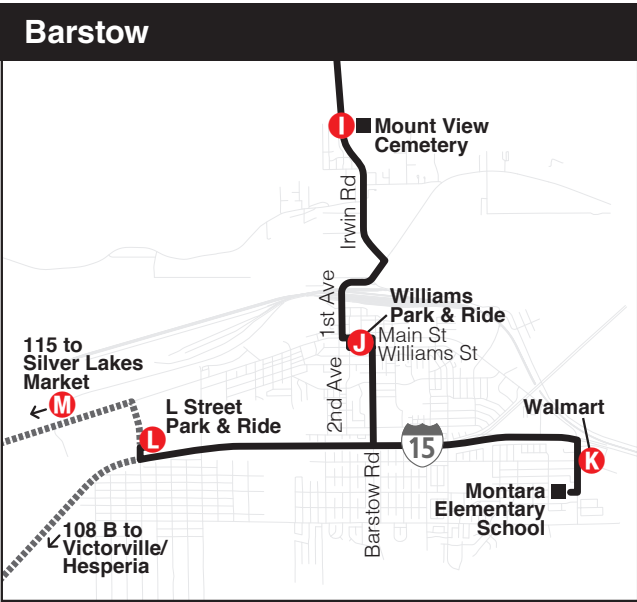 Barstow
I
Mount View
Cemetery
Irwin Rd
1st Ave
Williams
Park & Ride
J
Main St
Williams St
2nd Ave
115 to
Silver Lakes
Market
M
L Street
Park & Ride
L
15
Walmart
K
Barstow Rd
Montara
Elementary
School
108 B to
Victorville/
Hesperia